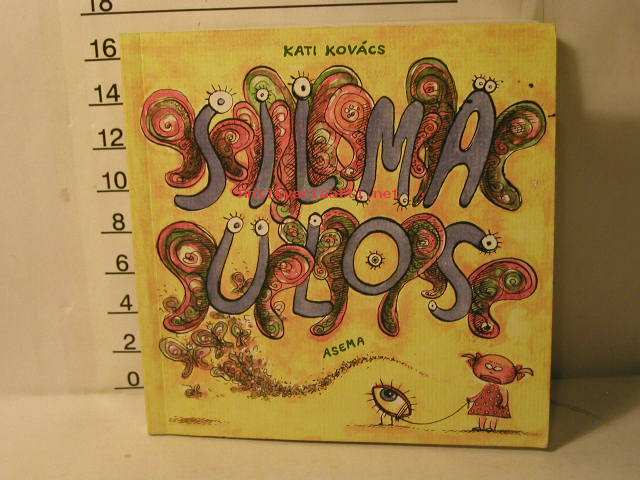 KATI KOVÁCS
SILMÄ
ULOS
ASEMA
18
16
14
12
10
8
6
4
2
0